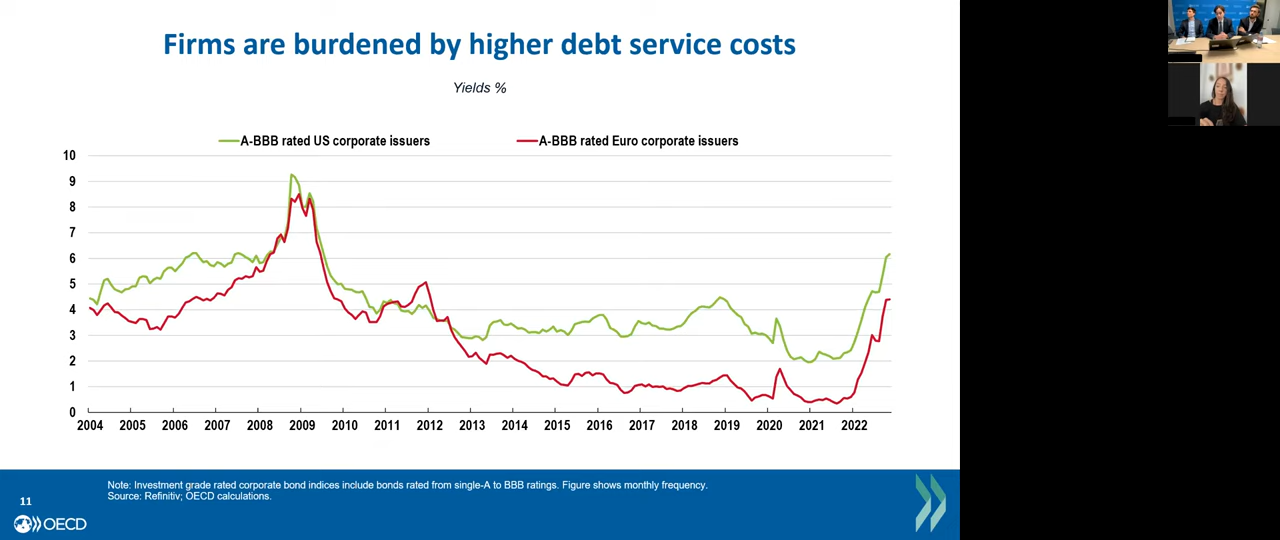 Firms are burdened by higher debt service costs
Yields %
A-BBB rated US corporate issuers
A-BBB rated Euro corporate issuers
10
9
8
7
6
5
4
3
2
1
0
2004 2005 2006 2007 2008 2009 2010 2011 2012 2013 2014 2015 2016 2017 2018 2019 2020 2021 2022
Note: Investment grade rated corporate bond indices include bonds rated from single-A to BBB ratings. Figure shows monthly frequency.
Source: Refinitiv; OECD calculations.
11
OECD